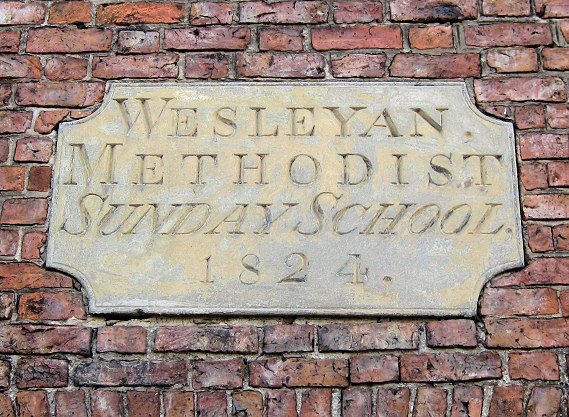 WESLEYAN.
METHODIST
SUNDAY SCHOOL.
1824.